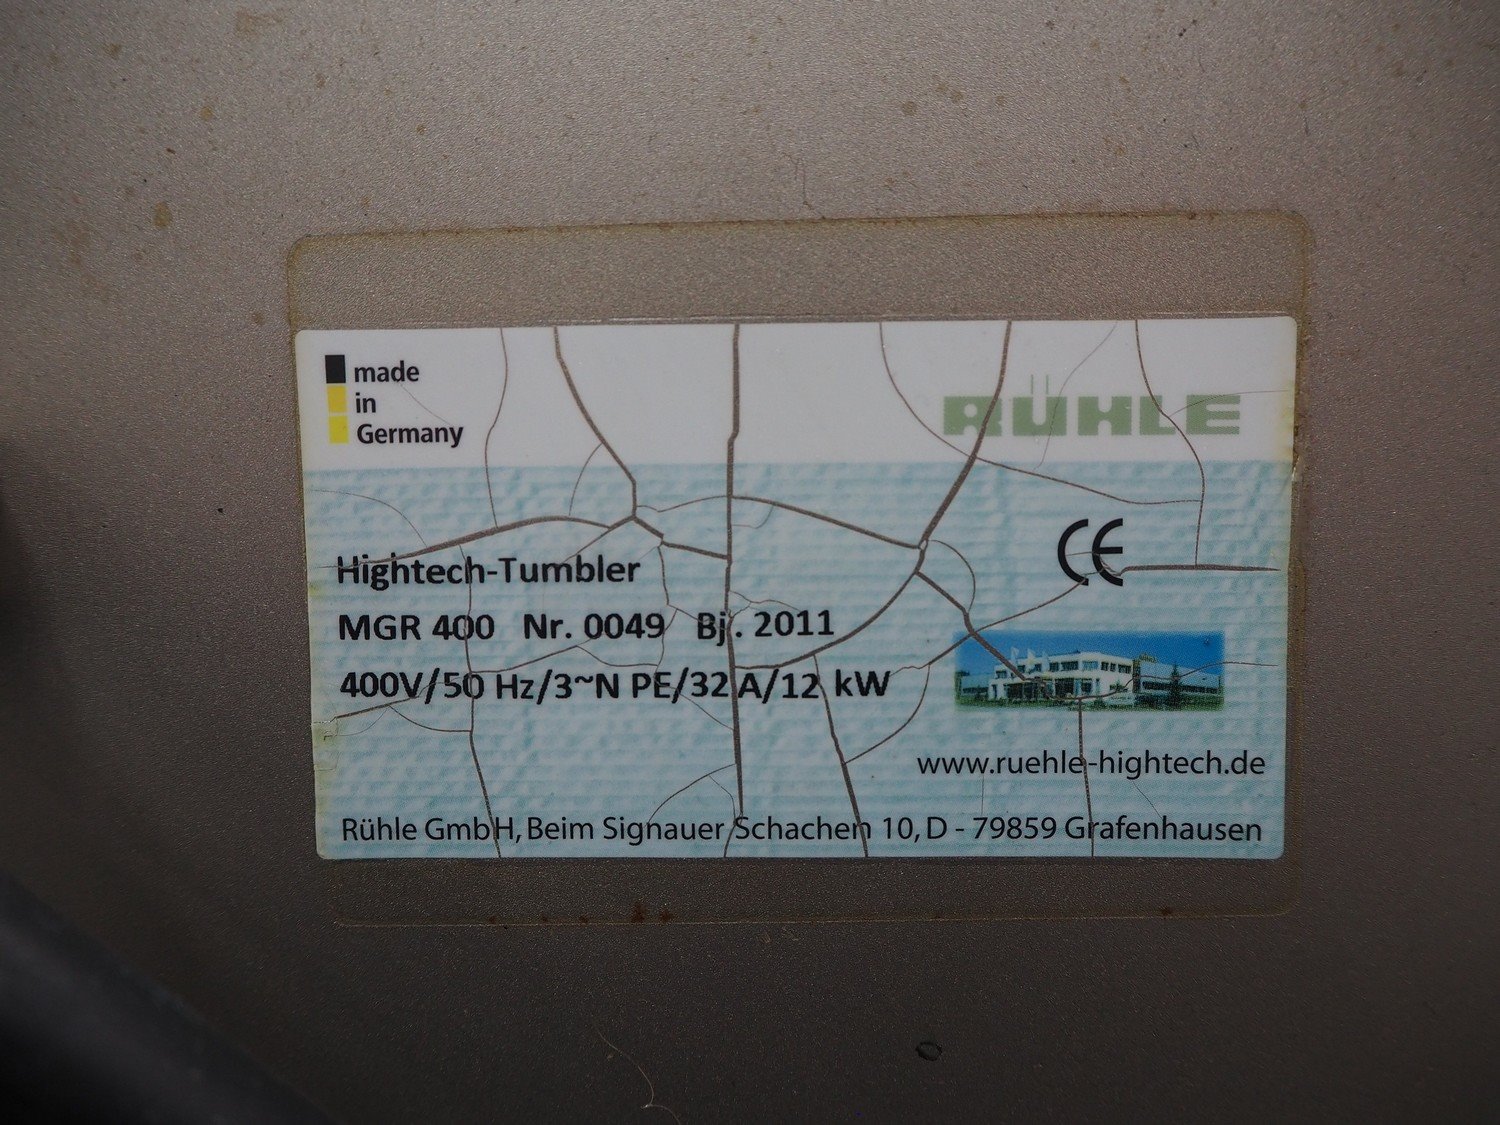 made
in
Germany
RÜHLE
CE
Hightech-Tumbler
MGR 400 Nr. 0049 Bj. 2011
400V/50 Hz/3~N PE/32 A/12 kW
www.ruehle-hightech.de
Rühle GmbH, Beim Signauer Schachen 10, D - 79859 Grafenhausen